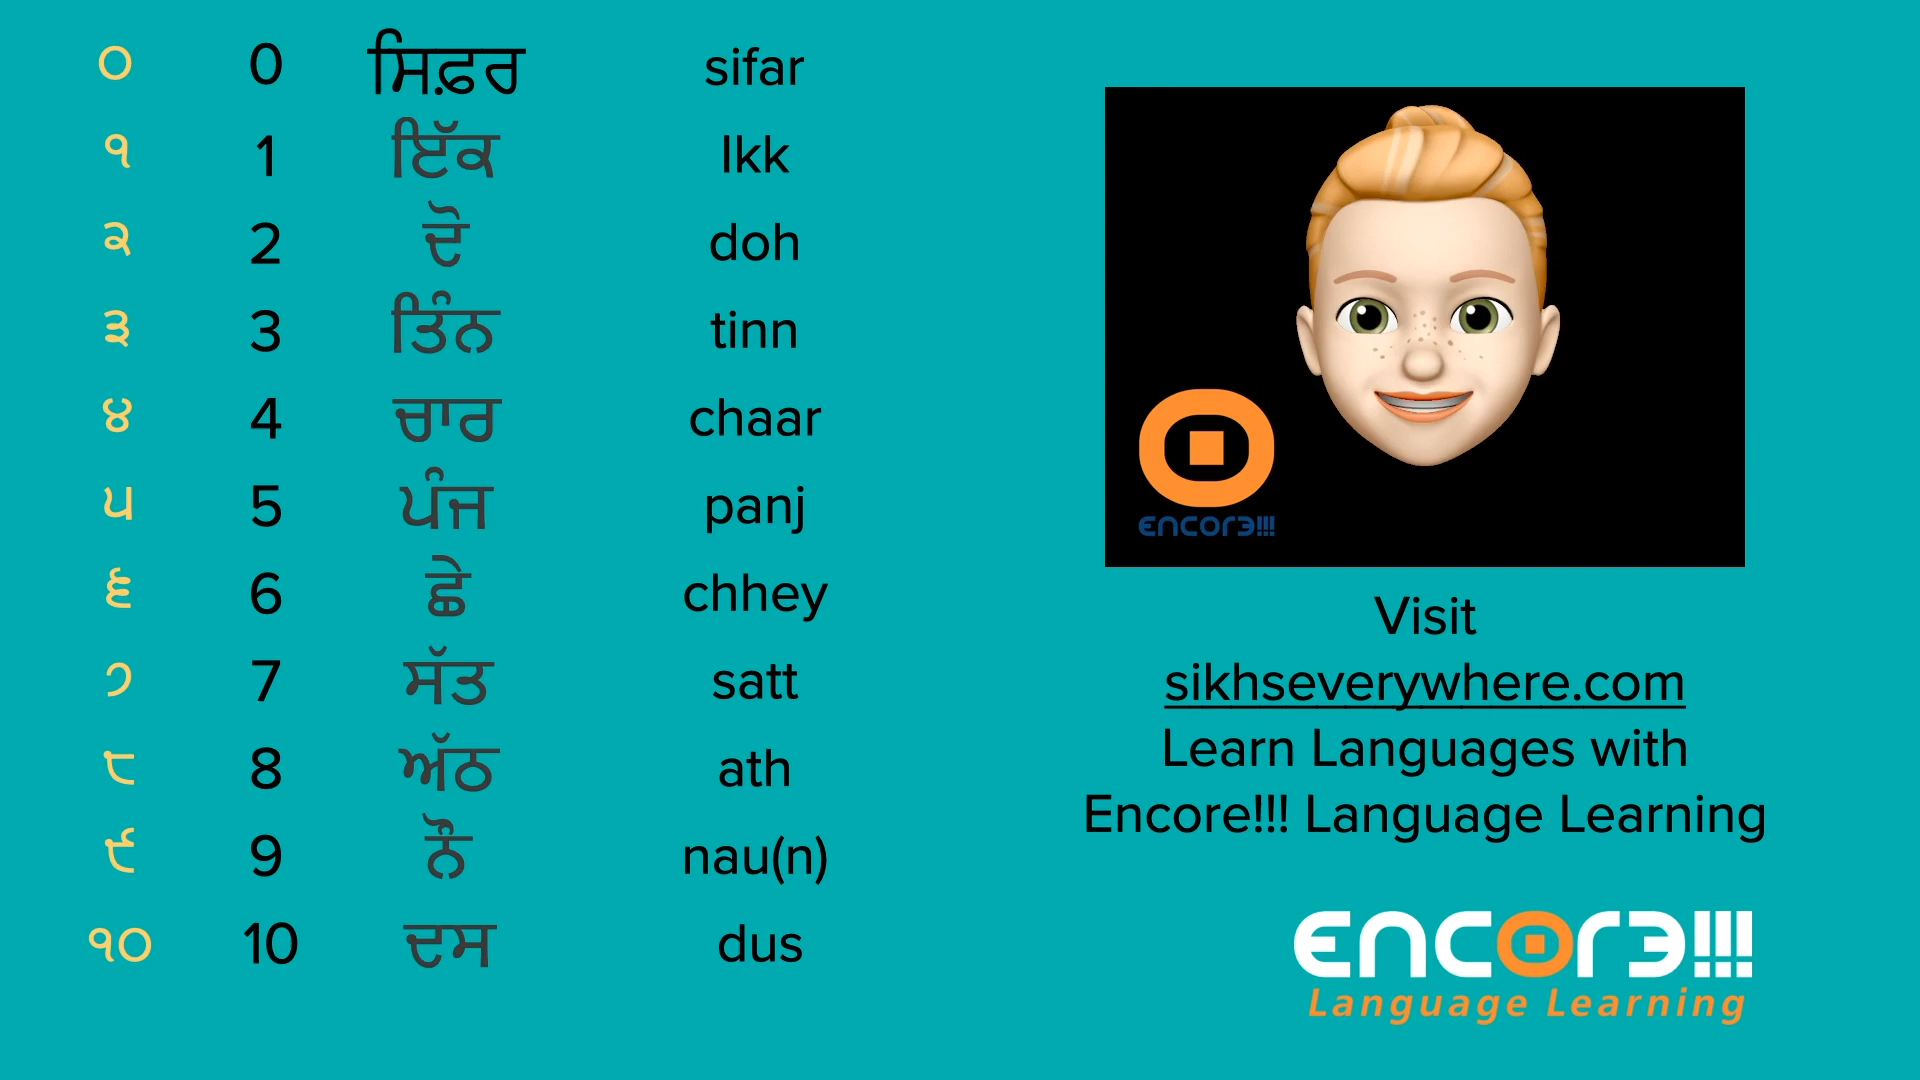 ੦ 0 ਸਿਫ਼ਰ sifar
੧ 1 ਇੱਕ Ikk
੨ 2 ਦੋ doh
੩ 3 ਤਿੰਨ tinn
੪ 4 ਚਾਰ chaar
੫ 5 ਪੰਜ panj
੬ 6 ਛੇ chhey
੭ 7 ਸੱਤ satt
੮ 8 ਅੱਠ ath
੯ 9 ਨੌਂ nau(n)
੧੦ 10 ਦਸ dus
encore!!!
Visit
sikhseverywhere.com
Learn Languages with
Encore!!! Language Learning
encore!!!
Language Learning